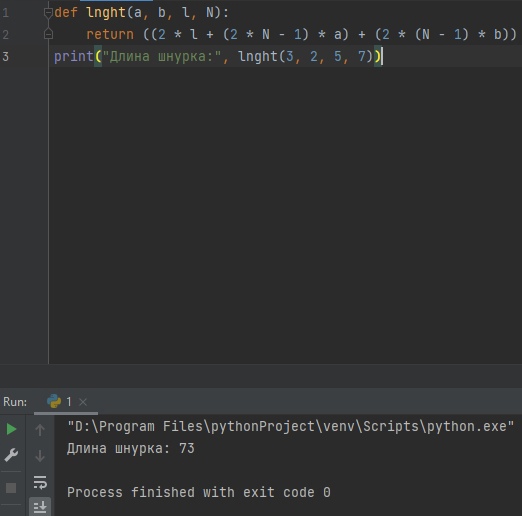 1 def lnght(a, b, l, N):
2 return ((2 * l + (2 * N - 1) * a) + (2 * (N - 1) * b))
3 print("Длина шнурка:", lnght(3, 2, 5, 7))
Run: 1 ×
"D:\Program Files\pythonProject\venv\Scripts\python.exe"
Длина шнурка: 73
Process finished with exit code 0